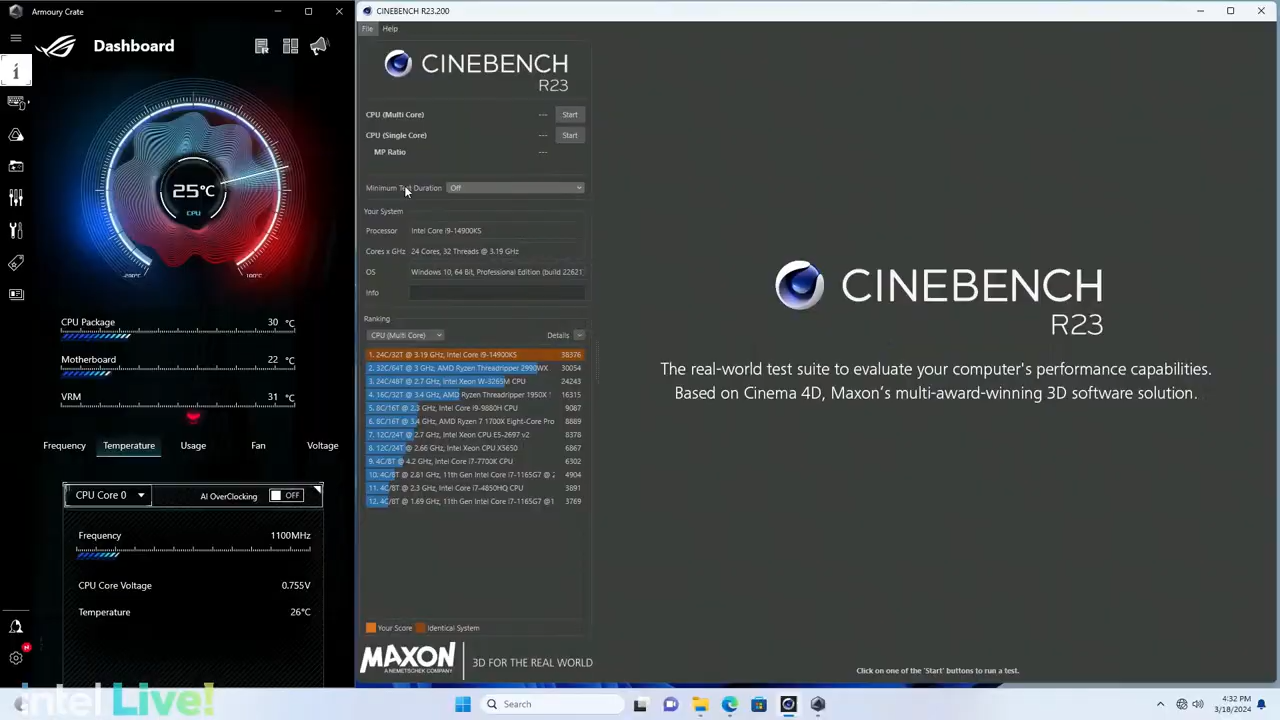 Armoury Crate
CINEBENCH R23.200
File Help
Dashboard
CINEBENCH
R23
CPU (Multi Core) --- Start
CPU (Single Core) --- Start
MP Ratio ---
25°C
CPU
-200°C
100°C
Minimum Test Duration Off
Your System
Processor Intel Core i9-14900KS
Cores x GHz 24 Cores, 32 Threads @ 3.19 GHz
OS Windows 10, 64 Bit, Professional Edition (build 22621)
Info
CINEBENCH
R23
The real-world test suite to evaluate your computer's performance capabilities.
Based on Cinema 4D, Maxon's multi-award-winning 3D software solution.
CPU Package 30 °C
Motherboard 22 °C
VRM 31 °C
Frequency Temperature Usage Fan Voltage
CPU Core 0 AI OverClocking OFF
Frequency 1100MHz
CPU Core Voltage 0.755V
Temperature 26°C
Ranking
CPU (Multi Core) Details
1. 24C/32T @ 3.19 GHz, Intel Core i9-14900KS 38376
2. 32C/64T @ 3 GHz, AMD Ryzen Threadripper 2990WX 30054
3. 24C/48T @ 2.7 GHz, Intel Xeon W-3265M CPU 24243
4. 16C/32T @ 3.4 GHz, AMD Ryzen Threadripper 1950X 16315
5. 8C/16T @ 2.3 GHz, Intel Core i9-9880H CPU 9087
6. 8C/16T @ 3.4 GHz, AMD Ryzen 7 1700X Eight-Core Pro 8889
7. 12C/24T @ 2.7 GHz, Intel Xeon CPU E5-2697 v2 8378
8. 12C/24T @ 2.66 GHz, Intel Xeon CPU X5650 6867
9. 4C/8T @ 4.2 GHz, Intel Core i7-7700K CPU 6302
10. 4C/8T @ 2.81 GHz, 11th Gen Intel Core i7-1165G7 @ 2 4904
11. 4C/8T @ 2.3 GHz, Intel Core i7-4850HQ CPU 3891
12. 4C/8T @ 1.69 GHz, 11th Gen Intel Core i7-1165G7 @1 3769
Your Score Identical System
MAXON
A NEMETSCHEK COMPANY
3D FOR THE REAL WORLD
Click on one of the 'Start' buttons to run a test.
intel Live!
Search
4:32 PM
3/18/2024